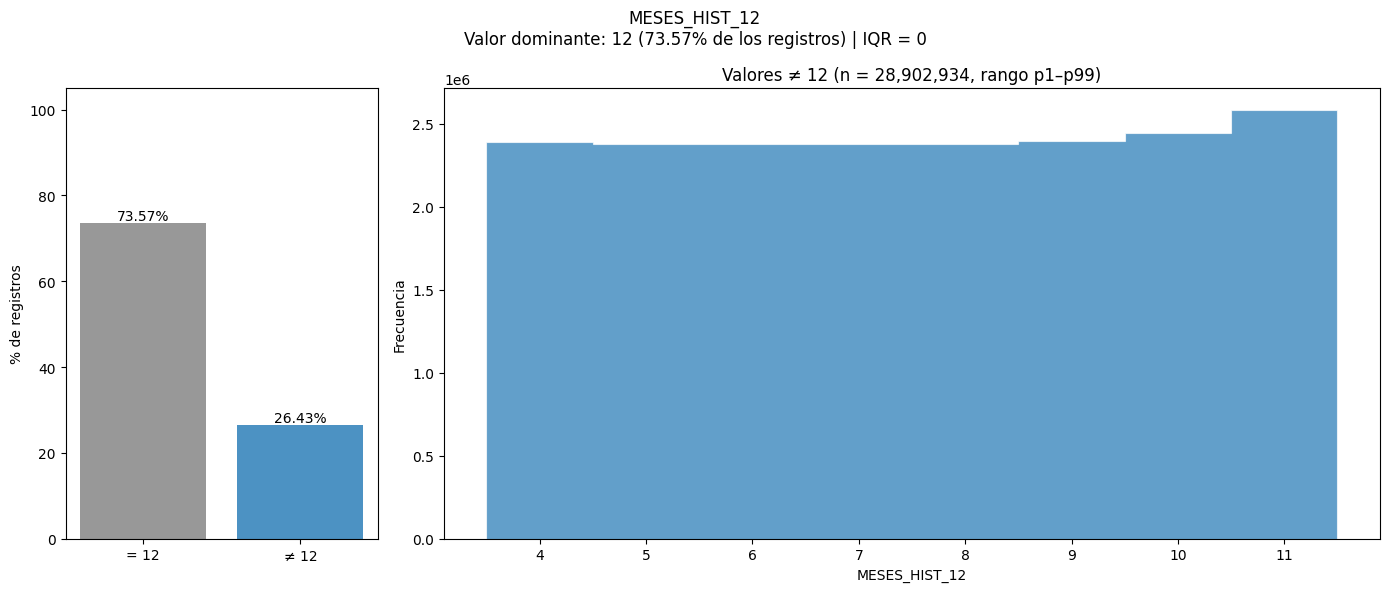 MESES_HIST_12
Valor dominante: 12 (73.57% de los registros) | IQR = 0
% de registros
100
80
60
40
20
0
73.57%
26.43%
= 12
≠ 12
Valores ≠ 12 (n = 28,902,934, rango p1–p99)
1e6
Frecuencia
2.5
2.0
1.5
1.0
0.5
0.0
4 5 6 7 8 9 10 11
MESES_HIST_12